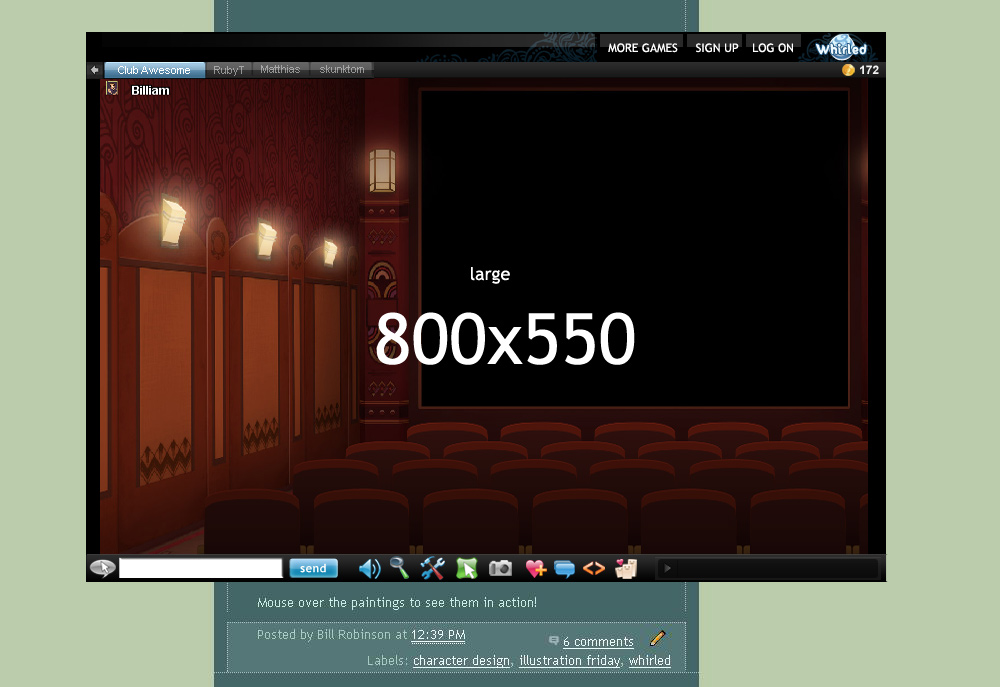 MORE GAMES SIGN UP LOG ON Whirled
Club Awesome RubyT Matthias skunktom 172
Billiam
large
800x550
send
Mouse over the paintings to see them in action!
Posted by Bill Robinson at 12:39 PM 6 comments
Labels: character design, illustration friday, whirled